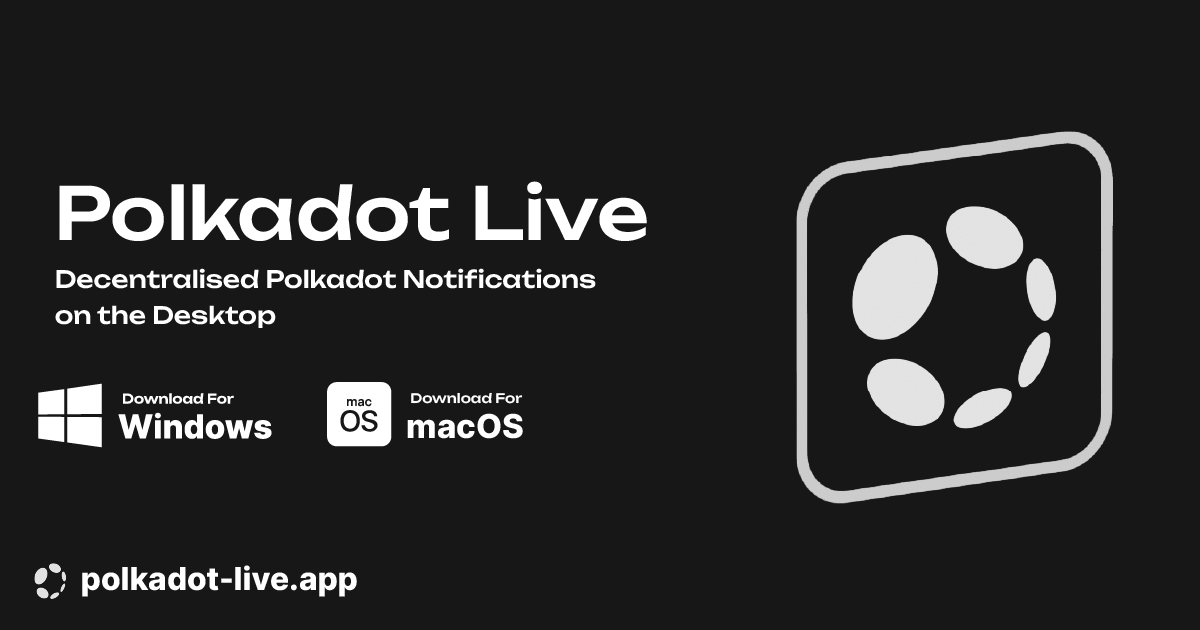 Polkadot Live
Decentralised Polkadot Notifications
on the Desktop
Download For
Windows
mac
OS
Download For
macOS
polkadot-live.app